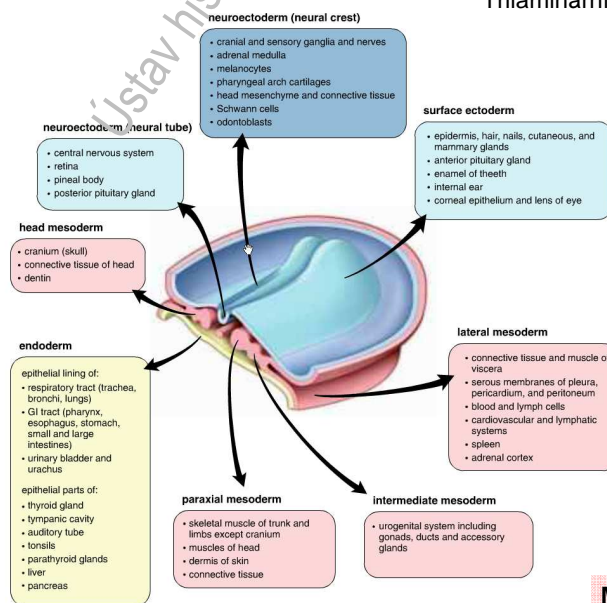 Thiaminami
Ústav his
neuroectoderm (neural crest)
• cranial and sensory ganglia and nerves
• adrenal medulla
• melanocytes
• pharyngeal arch cartilages
• head mesenchyme and connective tissue
• Schwann cells
• odontoblasts
surface ectoderm
• epidermis, hair, nails, cutaneous, and
mammary glands
• anterior pituitary gland
• enamel of theeth
• internal ear
• corneal epithelium and lens of eye
neuroectoderm (neural tube)
• central nervous system
• retina
• pineal body
• posterior pituitary gland
head mesoderm
• cranium (skull)
• connective tissue of head
• dentin
endoderm
epithelial lining of:
• respiratory tract (trachea,
bronchi, lungs)
• GI tract (pharynx,
esophagus, stomach,
small and large
intestines)
• urinary bladder and
urachus
epithelial parts of:
• thyroid gland
• tympanic cavity
• auditory tube
• tonsils
• parathyroid glands
• liver
• pancreas
paraxial mesoderm
• skeletal muscle of trunk and
limbs except cranium
• muscles of head
• dermis of skin
• connective tissue
intermediate mesoderm
• urogenital system including
gonads, ducts and accessory
glands
lateral mesoderm
• connective tissue and muscle of
viscera
• serous membranes of pleura,
pericardium, and peritoneum
• blood and lymph cells
• cardiovascular and lymphatic
systems
• spleen
• adrenal cortex